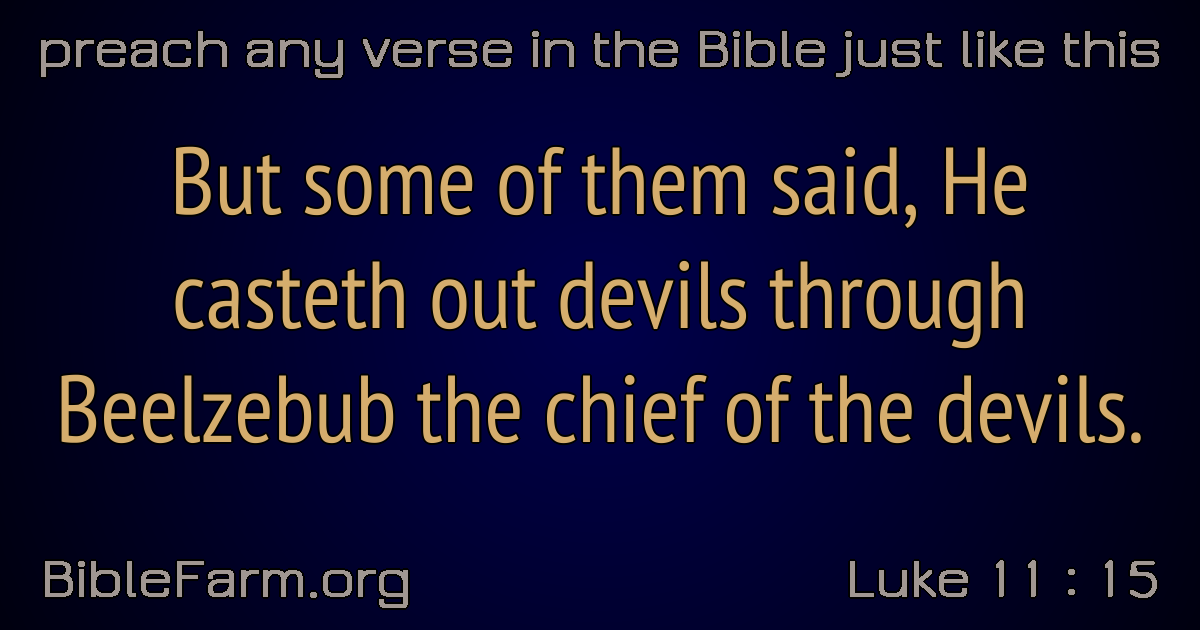 preach any verse in the Bible just like this
But some of them said, He
casteth out devils through
Beelzebub the chief of the devils.
BibleFarm.org
Luke 11 : 15